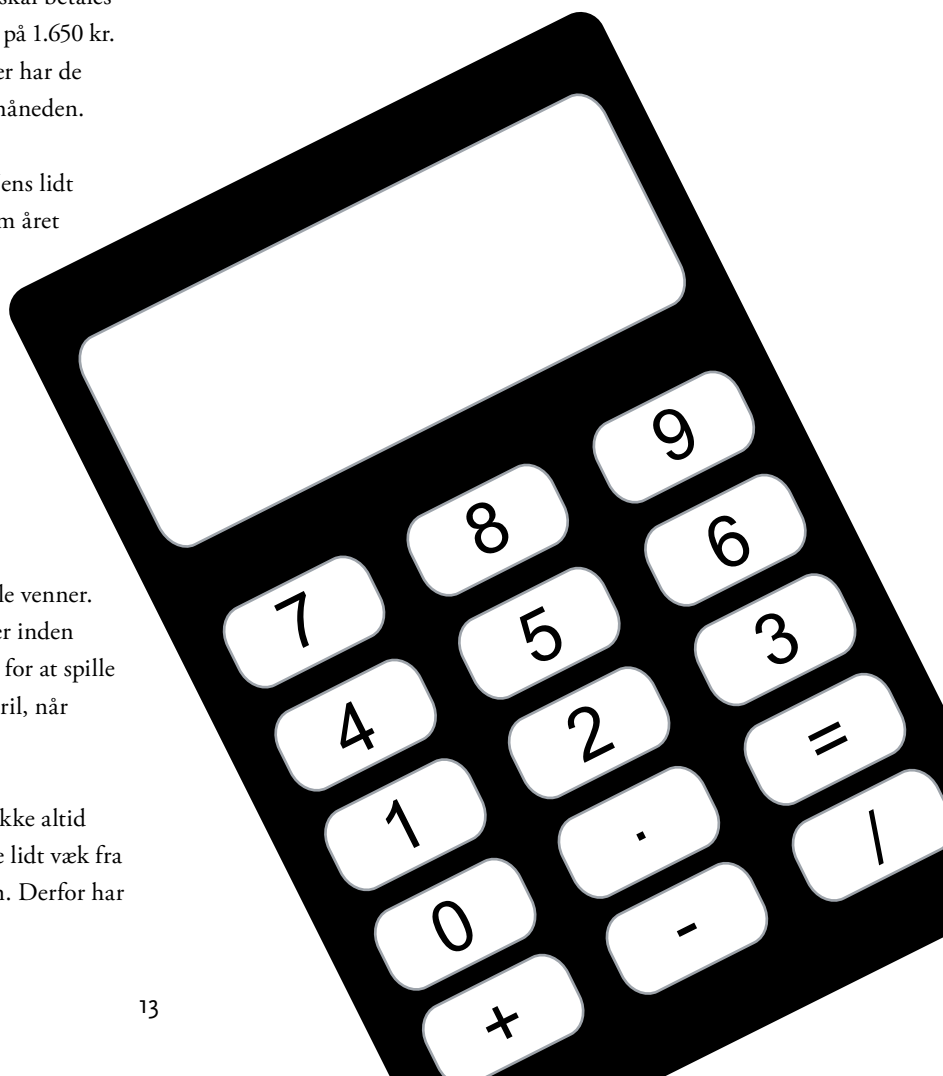 skal betales
på 1.650 kr.
er har de
måneden.
ens lidt
m året
le venner.
er inden
for at spille
ril, når
kke altid
e lidt væk fra
n. Derfor har
13
7 8 9
4 5 6
1 2 3
0 . =
+ - /